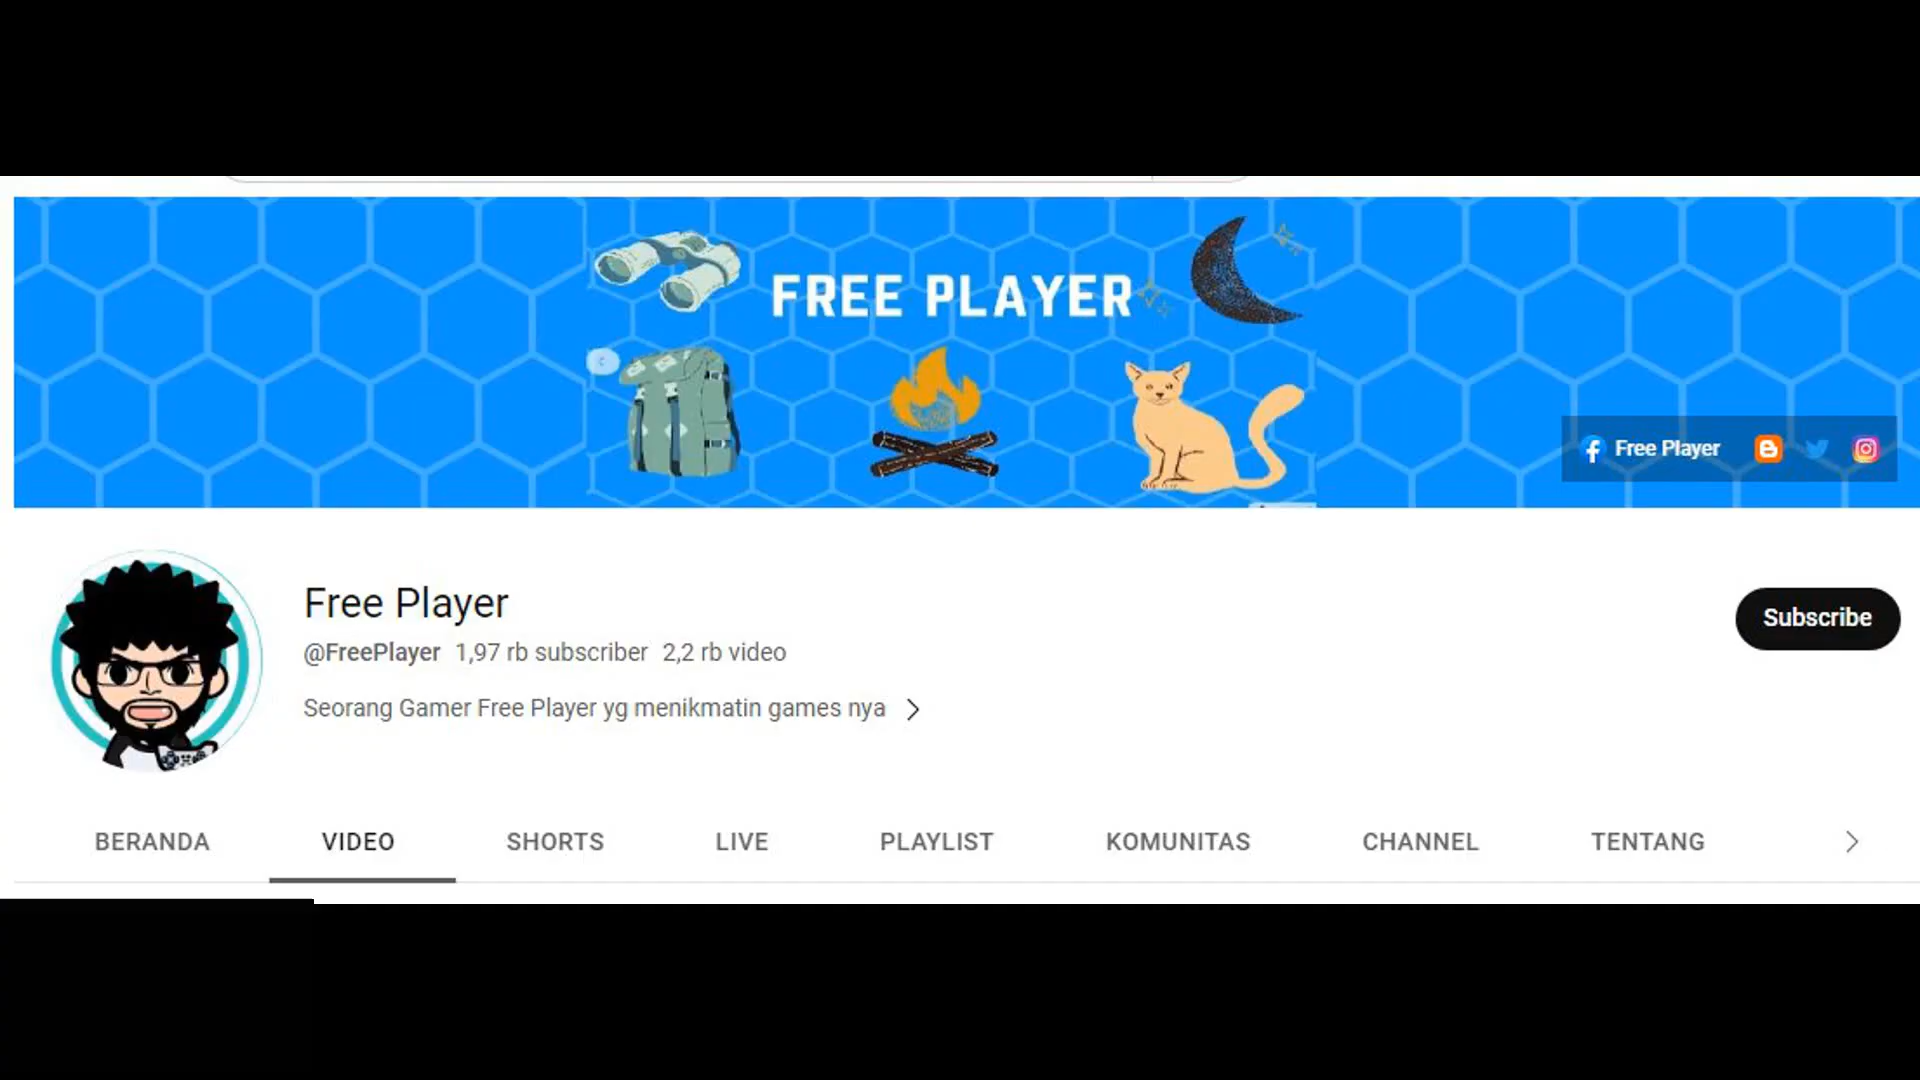 FREE PLAYER
Free Player
Free Player
@FreePlayer 1,97 rb subscriber 2,2 rb video
Subscribe
Seorang Gamer Free Player yg menikmatin games nya
BERANDA VIDEO SHORTS LIVE PLAYLIST KOMUNITAS CHANNEL TENTANG